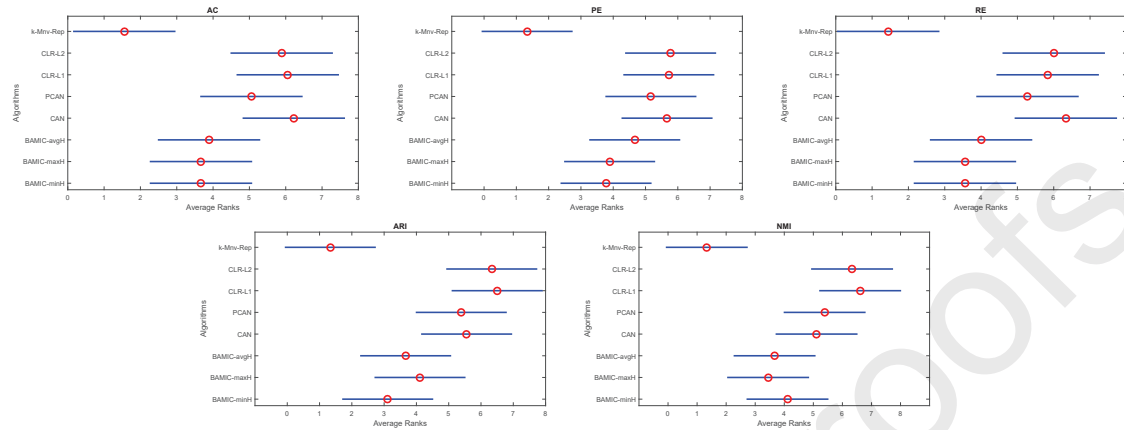 AC
k-Mnv-Rep
CLR-L2
CLR-L1
PCAN
CAN
BAMIC-avgH
BAMIC-maxH
BAMIC-minH
Algorithms
0 1 2 3 4 5 6 7 8
Average Ranks
PE
k-Mnv-Rep
CLR-L2
CLR-L1
PCAN
CAN
BAMIC-avgH
BAMIC-maxH
BAMIC-minH
Algorithms
0 1 2 3 4 5 6 7 8
Average Ranks
RE
k-Mnv-Rep
CLR-L2
CLR-L1
PCAN
CAN
BAMIC-avgH
BAMIC-maxH
BAMIC-minH
Algorithms
0 1 2 3 4 5 6 7
Average Ranks
ARI
k-Mnv-Rep
CLR-L2
CLR-L1
PCAN
CAN
BAMIC-avgH
BAMIC-maxH
BAMIC-minH
Algorithms
0 1 2 3 4 5 6 7 8
Average Ranks
NMI
k-Mnv-Rep
CLR-L2
CLR-L1
PCAN
CAN
BAMIC-avgH
BAMIC-maxH
BAMIC-minH
Algorithms
0 1 2 3 4 5 6 7 8
Average Ranks
roofs